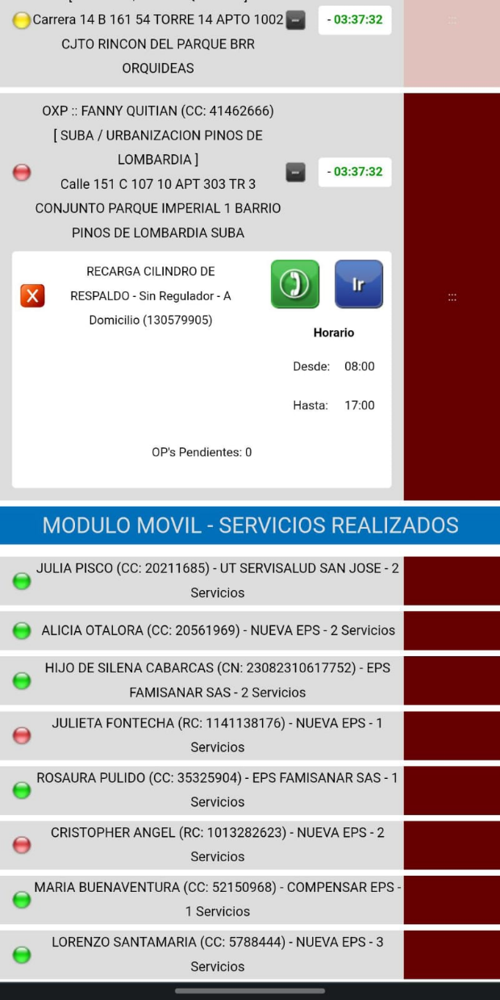 Carrera 14 B 161 54 TORRE 14 APTO 1002
- 03:37:32
:::
CJTO RINCON DEL PARQUE BRR
ORQUIDEAS
OXP :: FANNY QUITIAN (CC: 41462666)
[ SUBA / URBANIZACION PINOS DE
LOMBARDIA ]
- 03:37:32
Calle 151 C 107 10 APT 303 TR 3
CONJUNTO PARQUE IMPERIAL 1 BARRIO
PINOS DE LOMBARDIA SUBA
RECARGA CILINDRO DE
X
RESPALDO - Sin Regulador - A
Domicilio (130579905)
Ir
:::
Horario
Desde: 08:00
Hasta: 17:00
OP's Pendientes: 0
MODULO MOVIL - SERVICIOS REALIZADOS
JULIA PISCO (CC: 20211685) - UT SERVISALUD SAN JOSE - 2
Servicios
ALICIA OTALORA (CC: 20561969) - NUEVA EPS - 2 Servicios
HIJO DE SILENA CABARCAS (CN: 23082310617752) - EPS
FAMISANAR SAS - 2 Servicios
JULIETA FONTECHA (RC: 1141138176) - NUEVA EPS - 1
Servicios
ROSAURA PULIDO (CC: 35325904) - EPS FAMISANAR SAS - 1
Servicios
CRISTOPHER ANGEL (RC: 1013282623) - NUEVA EPS - 2
Servicios
MARIA BUENAVENTURA (CC: 52150968) - COMPENSAR EPS -
1 Servicios
LORENZO SANTAMARIA (CC: 5788444) - NUEVA EPS - 3
Servicios